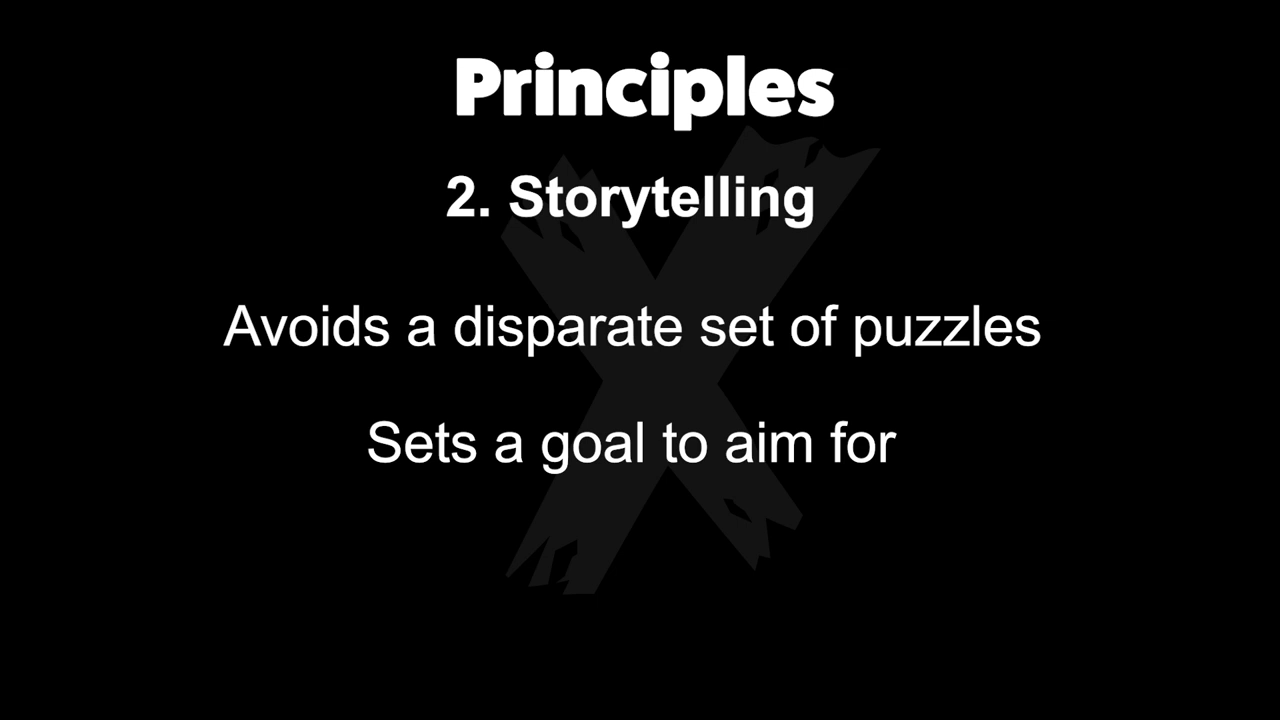 Principles
2. Storytelling
Avoids a disparate set of puzzles
Sets a goal to aim for